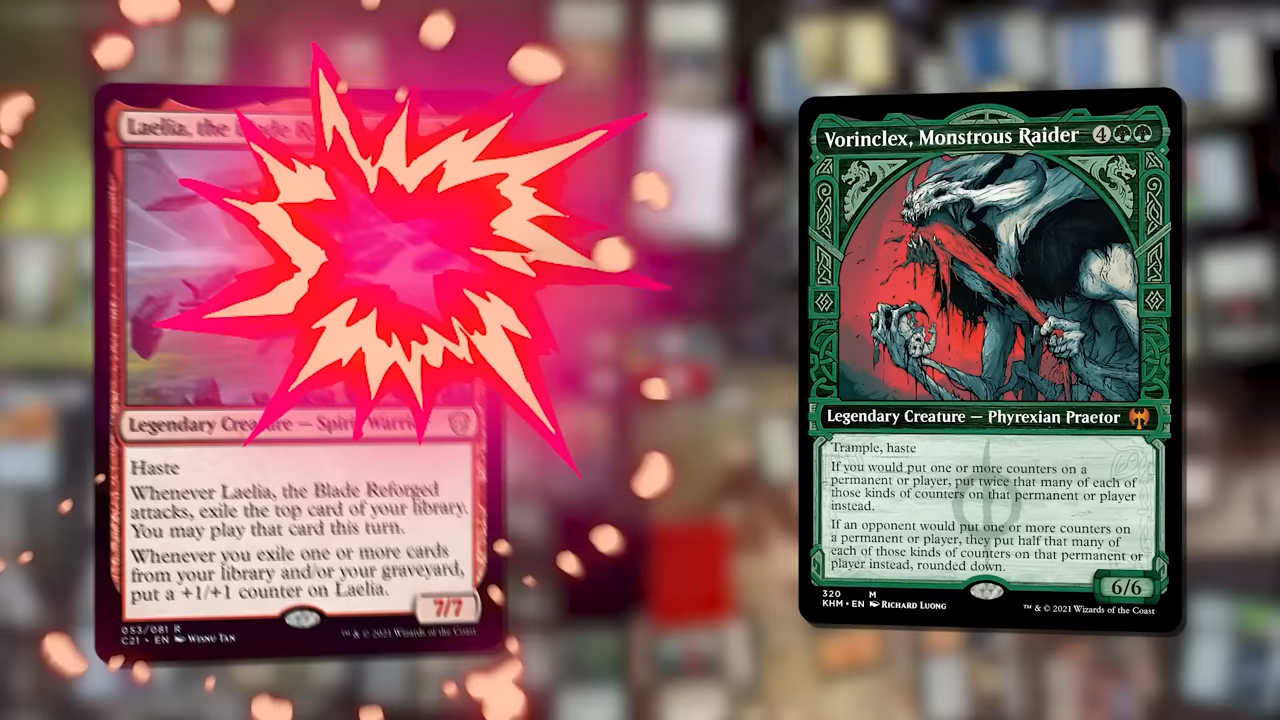 Laelia, the Blade R
Legendary Creature — Spirit Warrior
Haste
Whenever Laelia, the Blade Reforged
attacks, exile the top card of your library.
You may play that card this turn.
Whenever you exile one or more cards
from your library and/or your graveyard,
put a +1/+1 counter on Laelia.
7/7
053/081 R
C21 • EN Wisnu Tan
™ & © 2021 Wizards of the Coast
Vorinclex, Monstrous Raider 4
Legendary Creature — Phyrexian Praetor
Trample, haste
If you would put one or more counters on a
permanent or player, put twice that many of each of
those kinds of counters on that permanent or player
instead.
If an opponent would put one or more counters on
a permanent or player, they put half that many of
each of those kinds of counters on that permanent or
player instead, rounded down.
6/6
320 M
KHM • EN Richard Luong
™ & © 2021 Wizards of the Coast